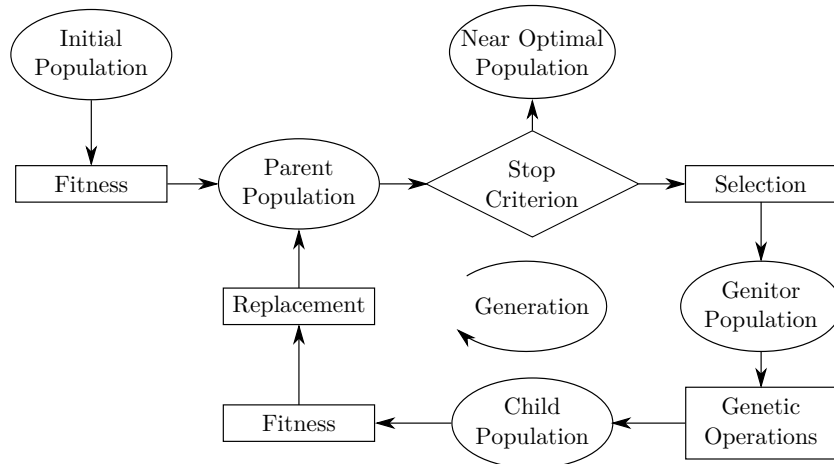 Initial
Population
Near Optimal
Population
Fitness
Parent
Population
Stop
Criterion
Selection
Replacement
Generation
Genitor
Population
Fitness
Child
Population
Genetic
Operations